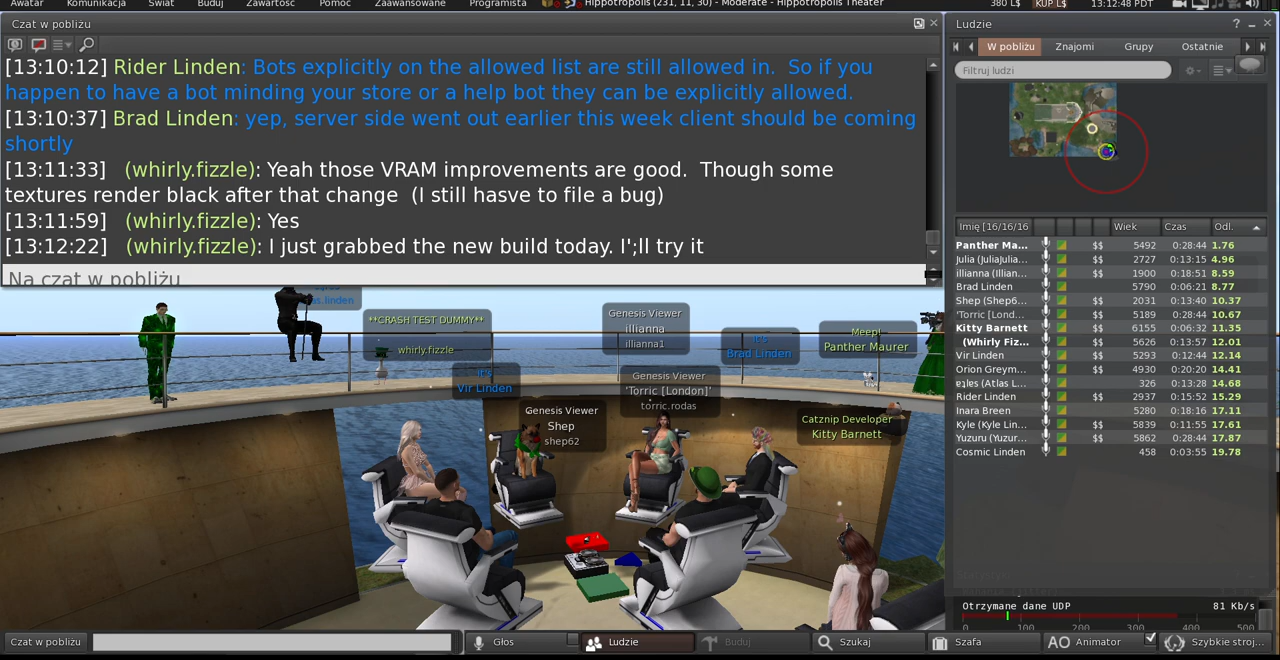 Awatar Komunikacja Świat Buduj Zawartość Pomoc Zaawansowane Programista Hippotropolis (231, 11, 30) - Moderate - Hippotropolis Theater 380 L$ KUP L$ 13:12:48 PDT
Czat w pobliżu
[13:10:12] Rider Linden: Bots explicitly on the allowed list are still allowed in. So if you
happen to have a bot minding your store or a help bot they can be explicitly allowed.
[13:10:37] Brad Linden: yep, server side went out earlier this week client should be coming
shortly
[13:11:33] (whirly.fizzle): Yeah those VRAM improvements are good. Though some
textures render black after that change (I still hasve to file a bug)
[13:11:59] (whirly.fizzle): Yes
[13:12:22] (whirly.fizzle): I just grabbed the new build today. I';ll try it
Na czat w pobliżu
as.linden
**CRASH TEST DUMMY**
whirly.fizzle
It's
Vir Linden
Genesis Viewer
illianna
illianna1
It's
Brad Linden
Meep!
Panther Maurer
Genesis Viewer
'Torric [London]'
torric.rodas
Genesis Viewer
Shep
shep62
Catznip Developer
Kitty Barnett
Ludzie
W pobliżu Znajomi Grupy Ostatnie
Filtruj ludzi
Imię [16/16/16 Wiek Czas Odl.
Panther Ma... $$ 5492 0:28:44 1.76
Julia (JuliaJulia... $$ 2727 0:13:15 4.96
illianna (Illian... $$ 1900 0:18:51 8.59
Brad Linden 5790 0:06:21 8.77
Shep (Shep6... $$ 2031 0:13:40 10.37
'Torric [Lond... $$ 5189 0:28:44 10.67
Kitty Barnett $$ 6155 0:06:32 11.35
(Whirly Fiz... $$ 5626 0:13:57 12.01
Vir Linden $$ 5293 0:12:44 12.14
Orion Greym... $$ 4930 0:20:20 14.41
(Atlas L... 326 0:13:28 14.68
Rider Linden $$ 2937 0:15:52 15.29
Inara Breen 5280 0:18:16 17.11
Kyle (Kyle Lin... $$ 5839 0:11:55 17.61
Yuzuru (Yuzur... $$ 5862 0:28:44 17.87
Cosmic Linden 458 0:03:55 19.78
Otrzymane dane UDP 81 Kb/s
0 100 200 300 400 500
Czat w pobliżu Głos Ludzie Buduj Szukaj Szafa AO Animator Szybkie stroj...